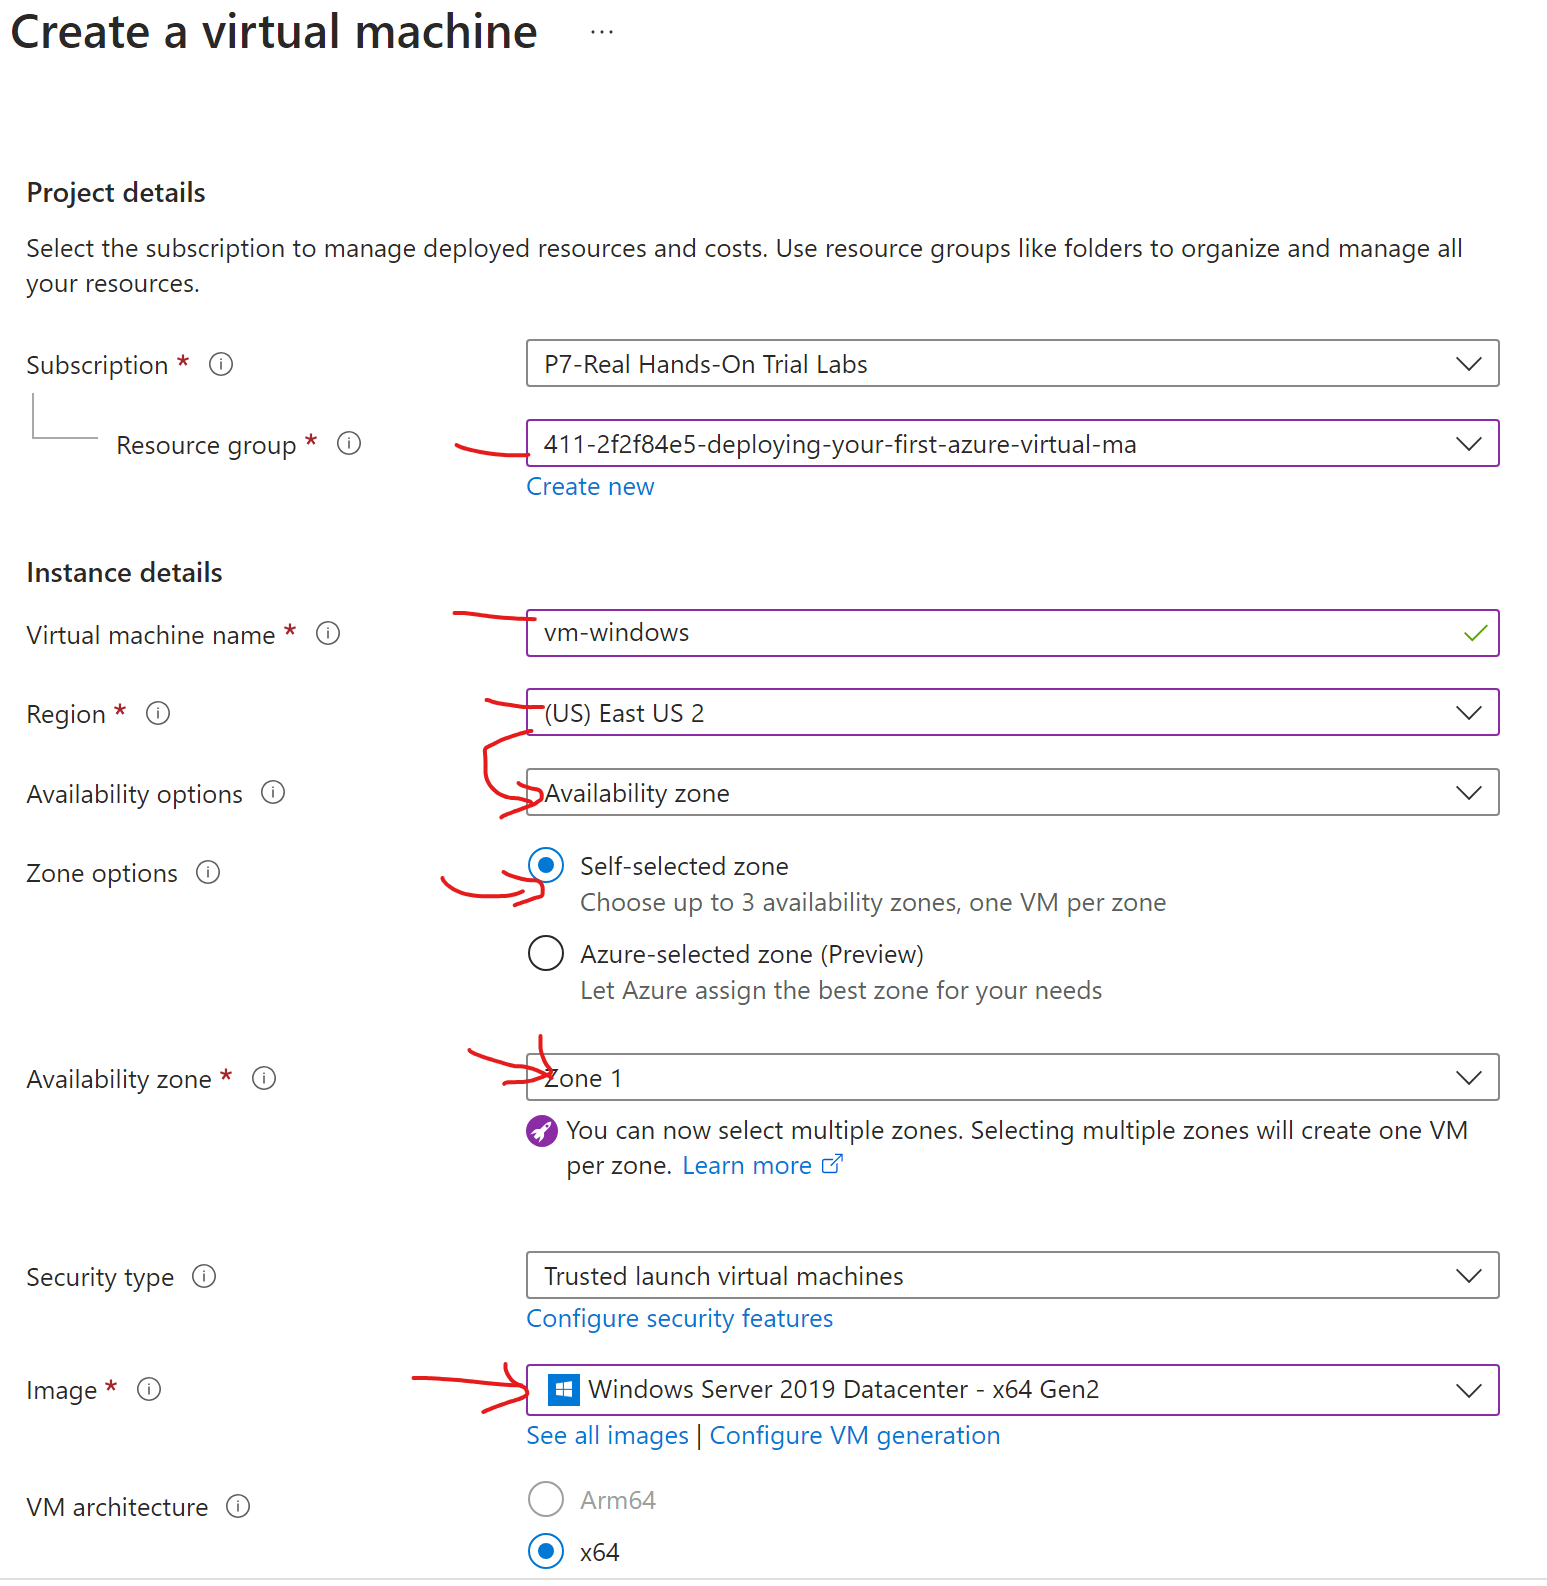 Create a virtual machine ...
Project details
Select the subscription to manage deployed resources and costs. Use resource groups like folders to organize and manage all
your resources.
Subscription *
P7-Real Hands-On Trial Labs
Resource group *
411-2f2f84e5-deploying-your-first-azure-virtual-ma
Create new
Instance details
Virtual machine name *
vm-windows
Region *
(US) East US 2
Availability options
Availability zone
Zone options
Self-selected zone
Choose up to 3 availability zones, one VM per zone
Azure-selected zone (Preview)
Let Azure assign the best zone for your needs
Availability zone *
Zone 1
You can now select multiple zones. Selecting multiple zones will create one VM
per zone. Learn more
Security type
Trusted launch virtual machines
Configure security features
Image *
Windows Server 2019 Datacenter - x64 Gen2
See all images | Configure VM generation
VM architecture
Arm64
x64